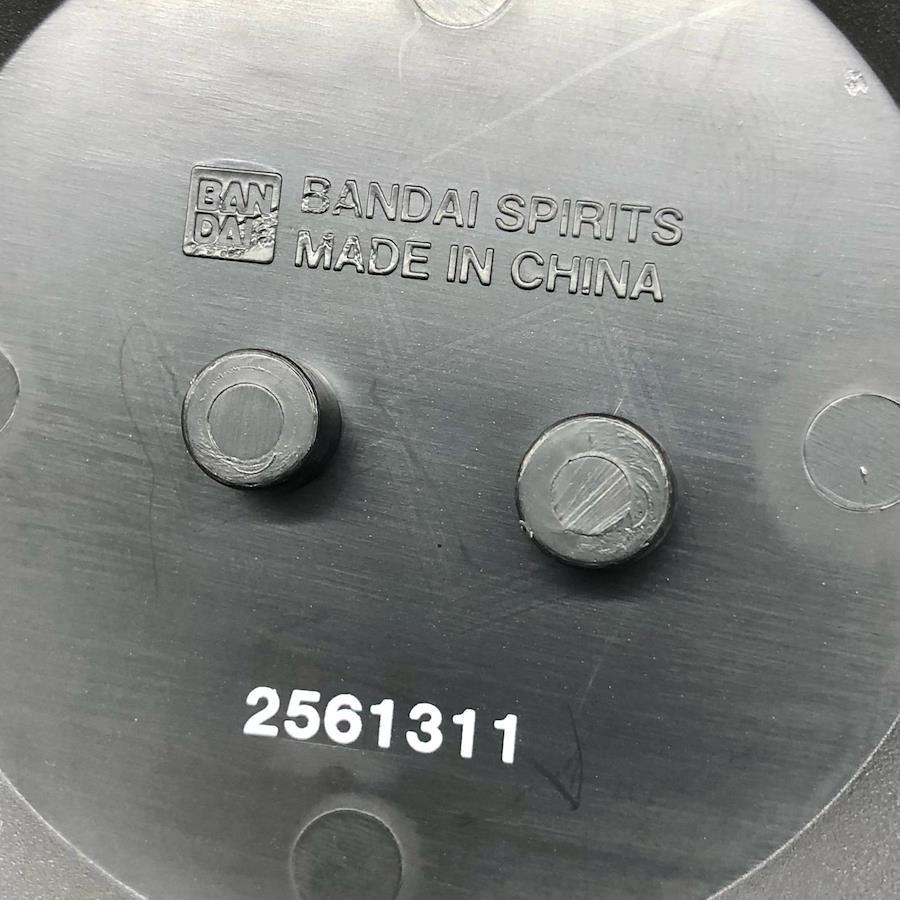 BAN
DAI
BANDAI SPIRITS
MADE IN CHINA
2561311